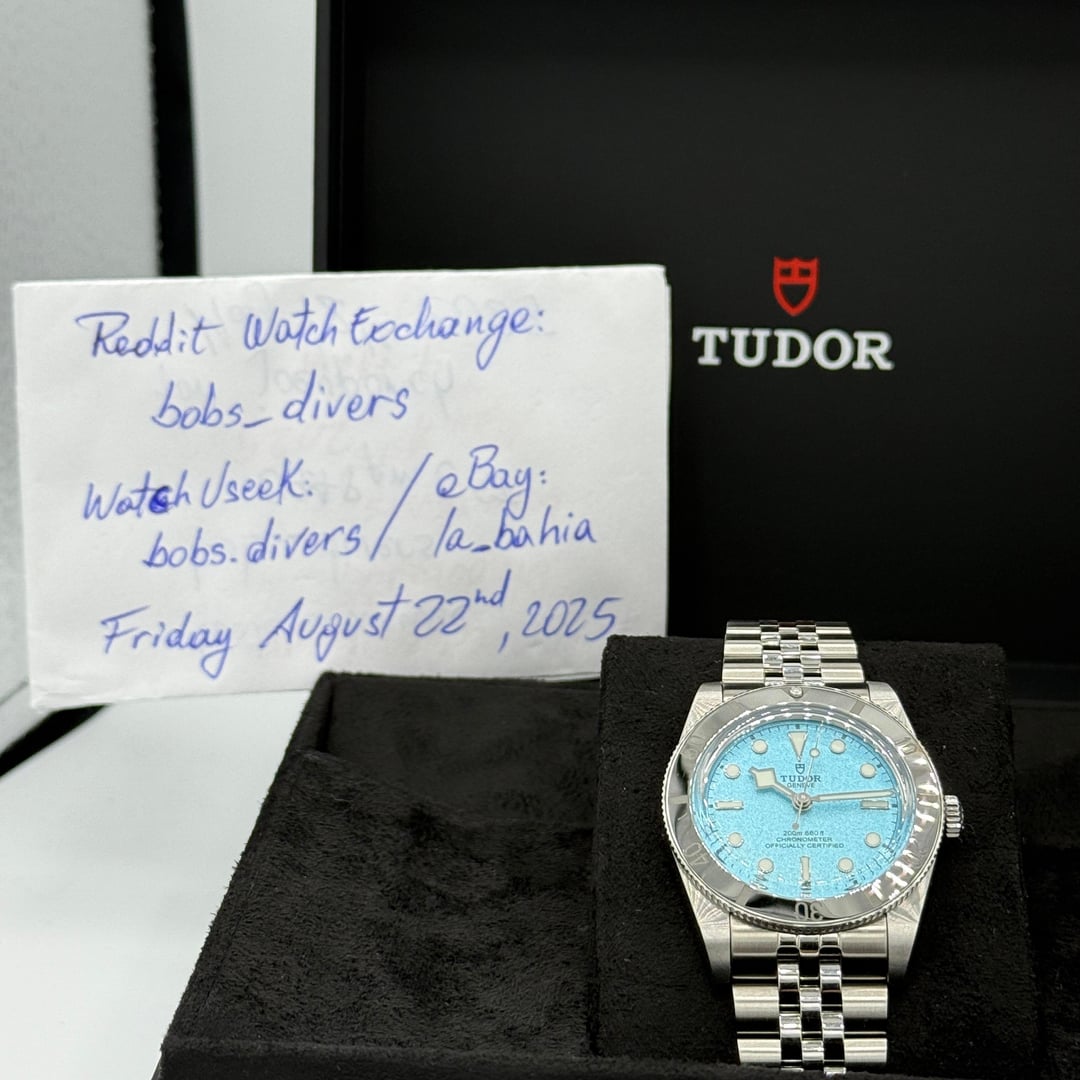 Reddit Watch Exchange:
bobs_divers
Watch UseeK: / eBay:
bobs.divers / la_bahia
Friday August 22nd, 2025
TUDOR
TUDOR
GENEVE
200m 660ft
CHRONOMETER
OFFICIALLY CERTIFIED